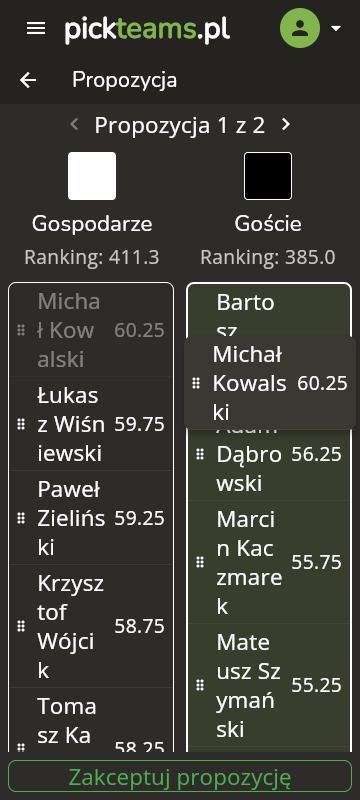 pickteams.pl
Propozycja
Propozycja 1 z 2
Gospodarze
Ranking: 411.3
Goście
Ranking: 385.0
Micha
ł Kow
alski
60.25
Łukas
z Wiśn
iewski
59.75
Paweł
Zielińs
ki
59.25
Krzysz
tof
Wójci
k
58.75
Toma
sz Ka
58.25
Barto
sz
Michał
Kowals
ki
60.25
Adam
Dąbro
wski
56.25
Marci
n Kac
zmare
k
55.75
Mate
usz Sz
ymań
ski
55.25
Zakceptuj propozycję